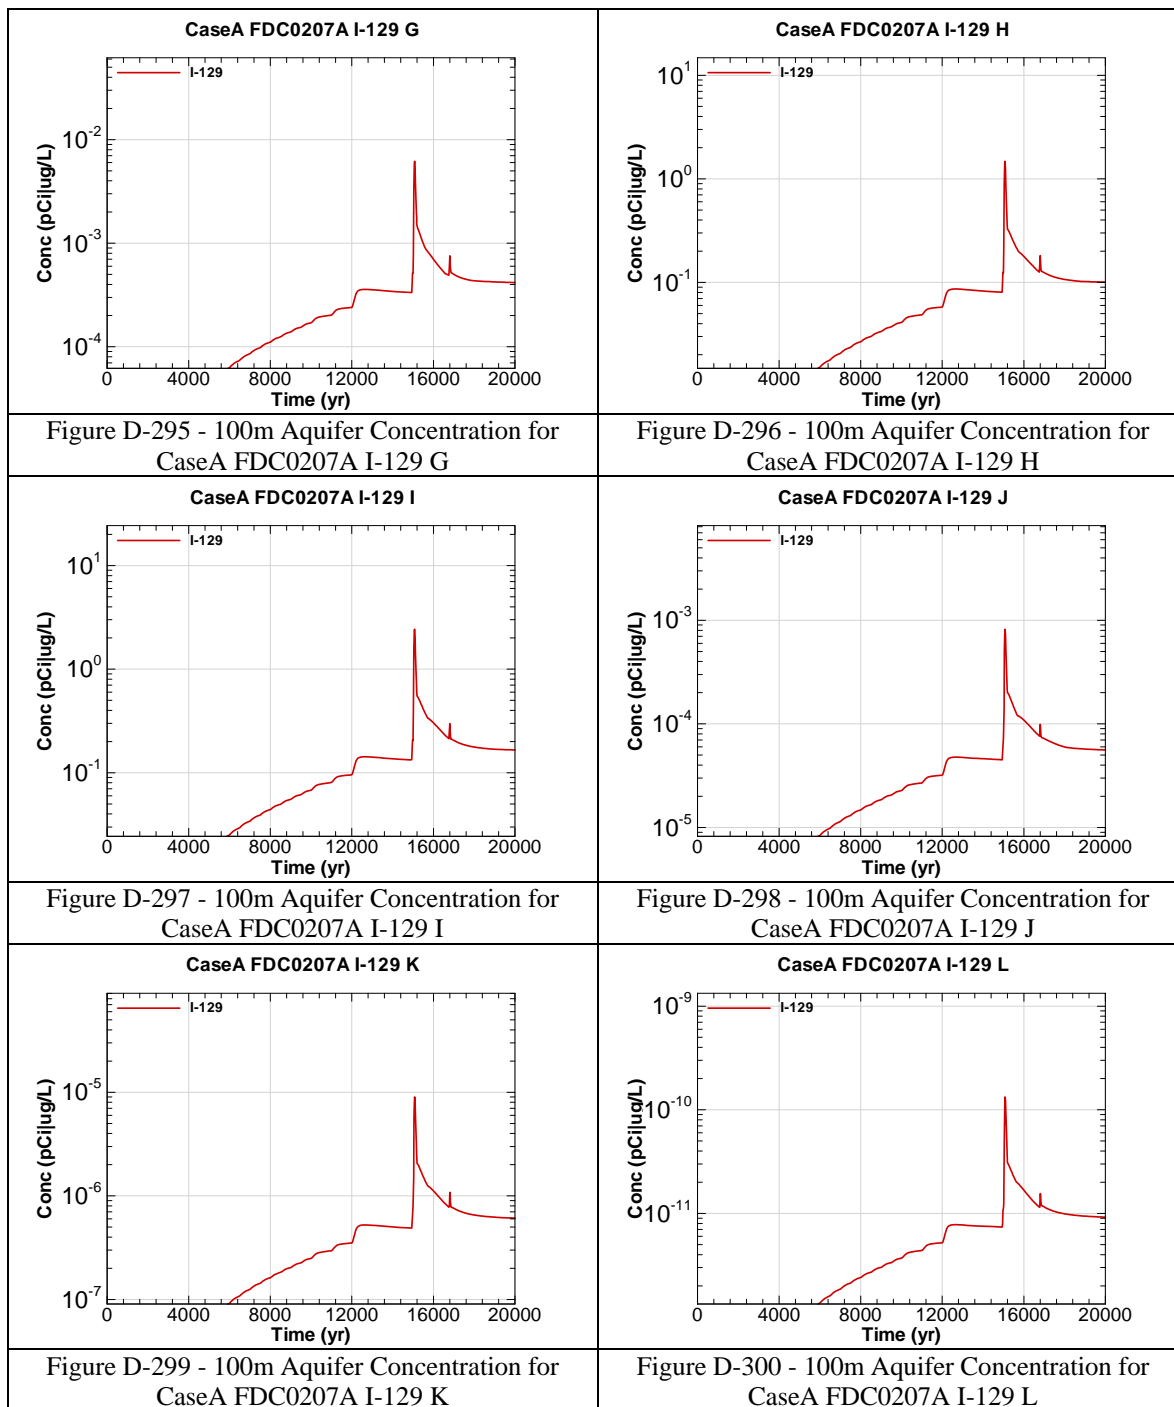 CaseA FDC0207A I-129 G
I-129
Conc (pCi|ug/L)
10-2
10-3
10-4
0 4000 8000 12000 16000 20000
Time (yr)
Figure D-295 - 100m Aquifer Concentration for
CaseA FDC0207A I-129 G
CaseA FDC0207A I-129 H
I-129
Conc (pCi|ug/L)
101
100
10-1
0 4000 8000 12000 16000 20000
Time (yr)
Figure D-296 - 100m Aquifer Concentration for
CaseA FDC0207A I-129 H
CaseA FDC0207A I-129 I
I-129
Conc (pCi|ug/L)
101
100
10-1
0 4000 8000 12000 16000 20000
Time (yr)
Figure D-297 - 100m Aquifer Concentration for
CaseA FDC0207A I-129 I
CaseA FDC0207A I-129 J
I-129
Conc (pCi|ug/L)
10-3
10-4
10-5
0 4000 8000 12000 16000 20000
Time (yr)
Figure D-298 - 100m Aquifer Concentration for
CaseA FDC0207A I-129 J
CaseA FDC0207A I-129 K
I-129
Conc (pCi|ug/L)
10-5
10-6
10-7
0 4000 8000 12000 16000 20000
Time (yr)
Figure D-299 - 100m Aquifer Concentration for
CaseA FDC0207A I-129 K
CaseA FDC0207A I-129 L
I-129
Conc (pCi|ug/L)
10-9
10-10
10-11
0 4000 8000 12000 16000 20000
Time (yr)
Figure D-300 - 100m Aquifer Concentration for
CaseA FDC0207A I-129 L